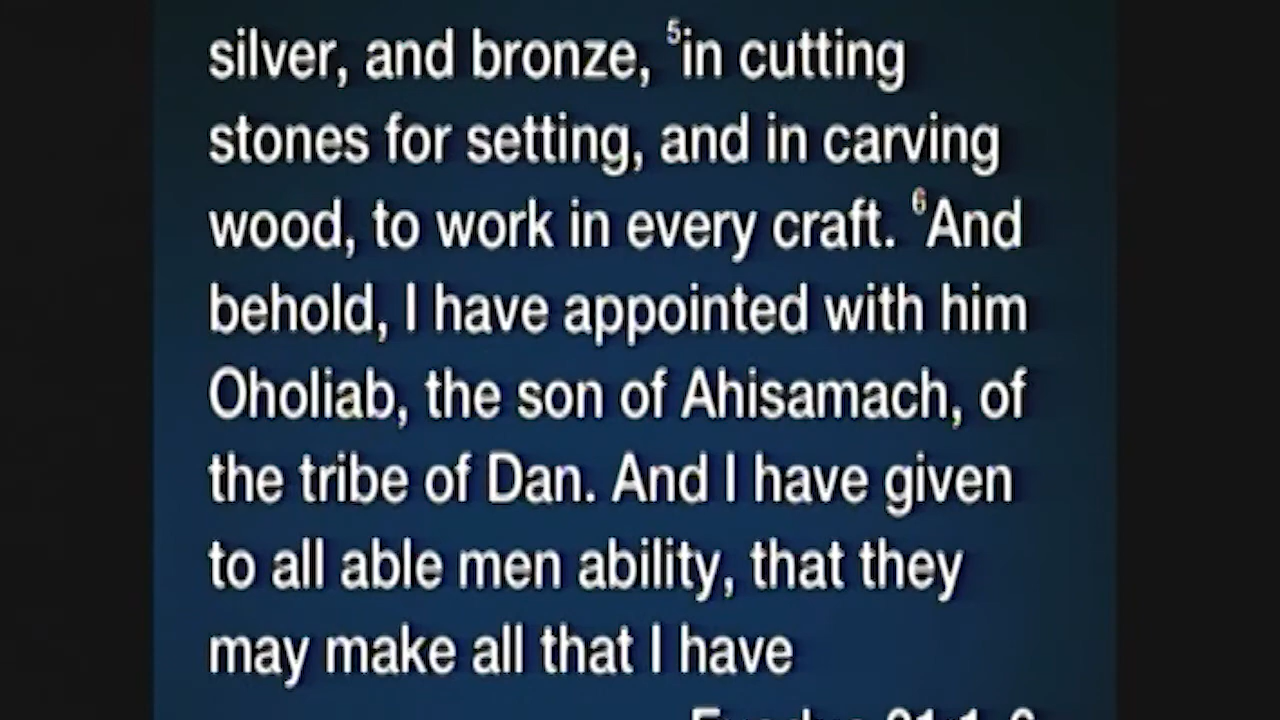 silver, and bronze, ⁵in cutting
stones for setting, and in carving
wood, to work in every craft. ⁶And
behold, I have appointed with him
Oholiab, the son of Ahisamach, of
the tribe of Dan. And I have given
to all able men ability, that they
may make all that I have